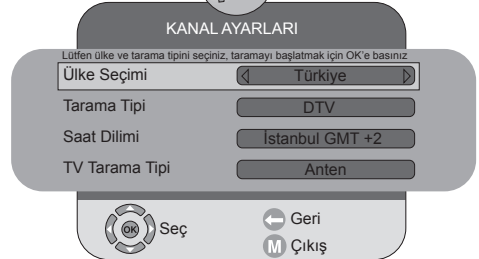 KANAL AYARLARI
Lütfen ülke ve tarama tipini seçiniz, taramayı başlatmak için OK'e basınız
Ülke Seçimi Türkiye
Tarama Tipi DTV
Saat Dilimi İstanbul GMT +2
TV Tarama Tipi Anten
OK Seç Geri
M Çıkış